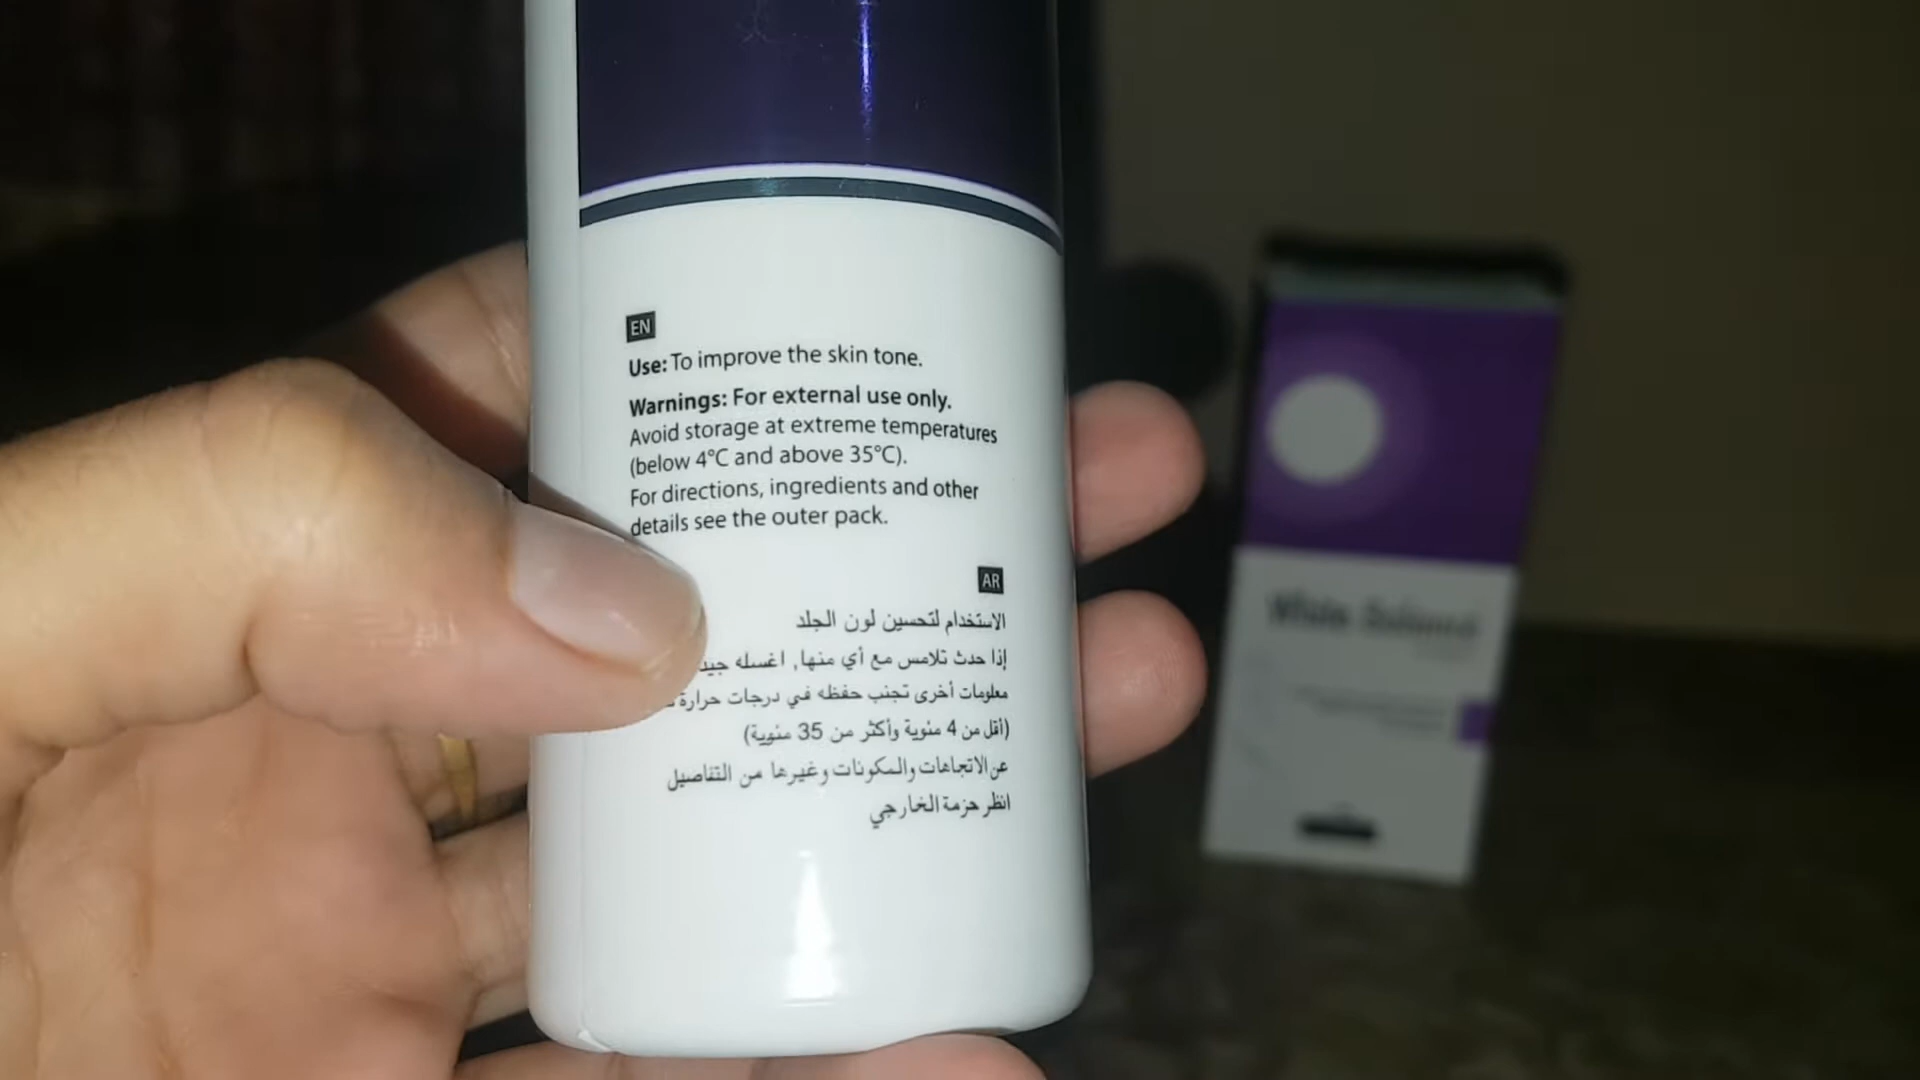 EN
Use: To improve the skin tone.
Warnings: For external use only.
Avoid storage at extreme temperatures
(below 4°C and above 35°C).
For directions, ingredients and other
details see the outer pack.
AR
الاستخدام لتحسين لون الجلد
إذا حدث تلامس مع أي منها, اغسله
معلومات أخرى تجنب حفظه في درجات حرارة
(أقل من 4 مئوية وأكثر من 35 مئوية)
عن الاتجاهات والمكونات وغيرها من التفاصيل
انظر حزمة الخارجي
White